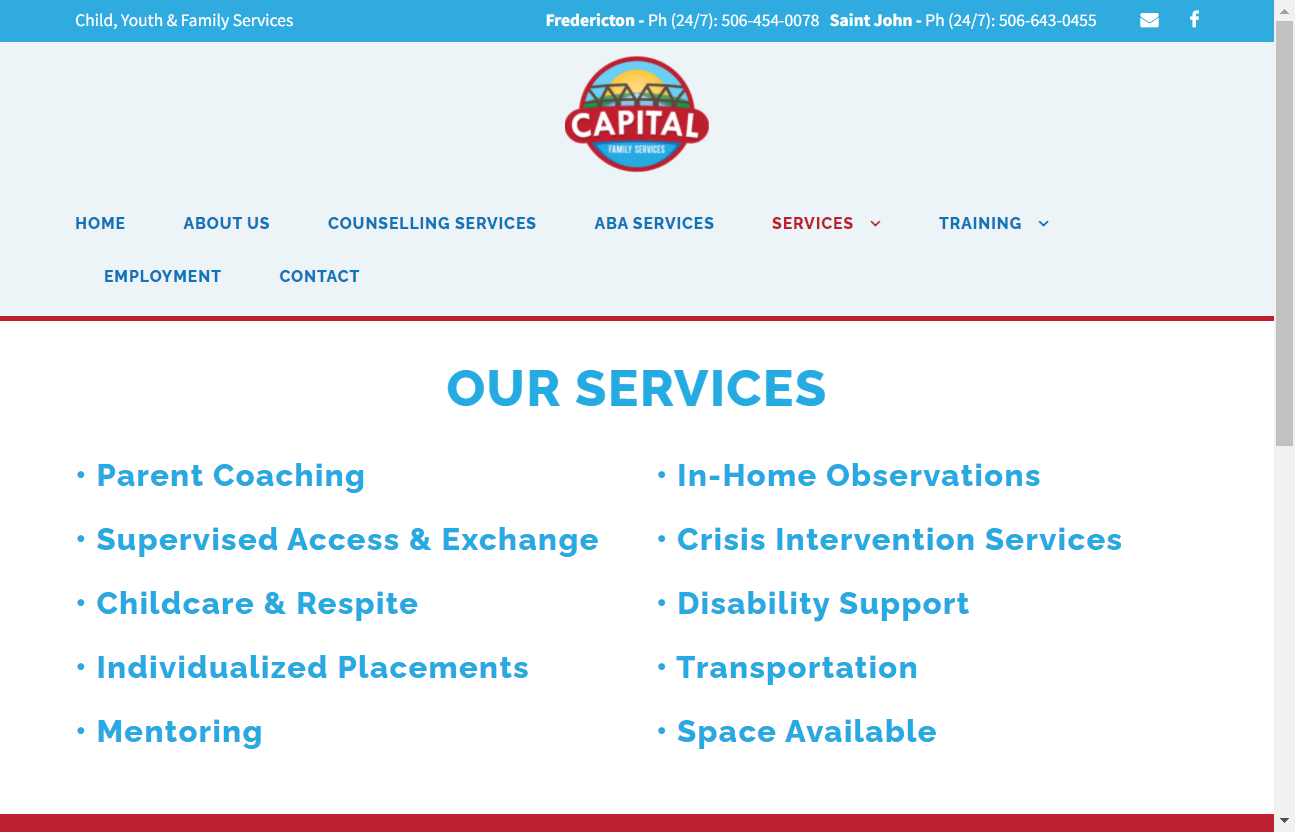 Child, Youth & Family Services
Fredericton - Ph (24/7): 506-454-0078 Saint John - Ph (24/7): 506-643-0455
CAPITAL
FAMILY SERVICES
HOME ABOUT US COUNSELLING SERVICES ABA SERVICES SERVICES TRAINING
EMPLOYMENT CONTACT
OUR SERVICES
• Parent Coaching
• Supervised Access & Exchange
• Childcare & Respite
• Individualized Placements
• Mentoring
• In-Home Observations
• Crisis Intervention Services
• Disability Support
• Transportation
• Space Available